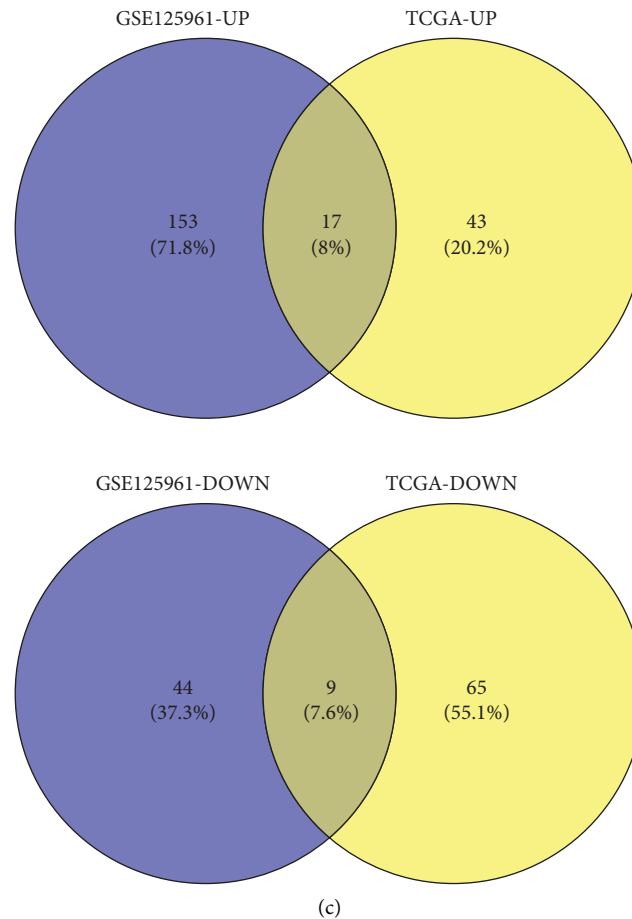 GSE125961-UP
TCGA-UP
153
(71.8%)
17
(8%)
43
(20.2%)
GSE125961-DOWN
TCGA-DOWN
44
(37.3%)
9
(7.6%)
65
(55.1%)
(c)